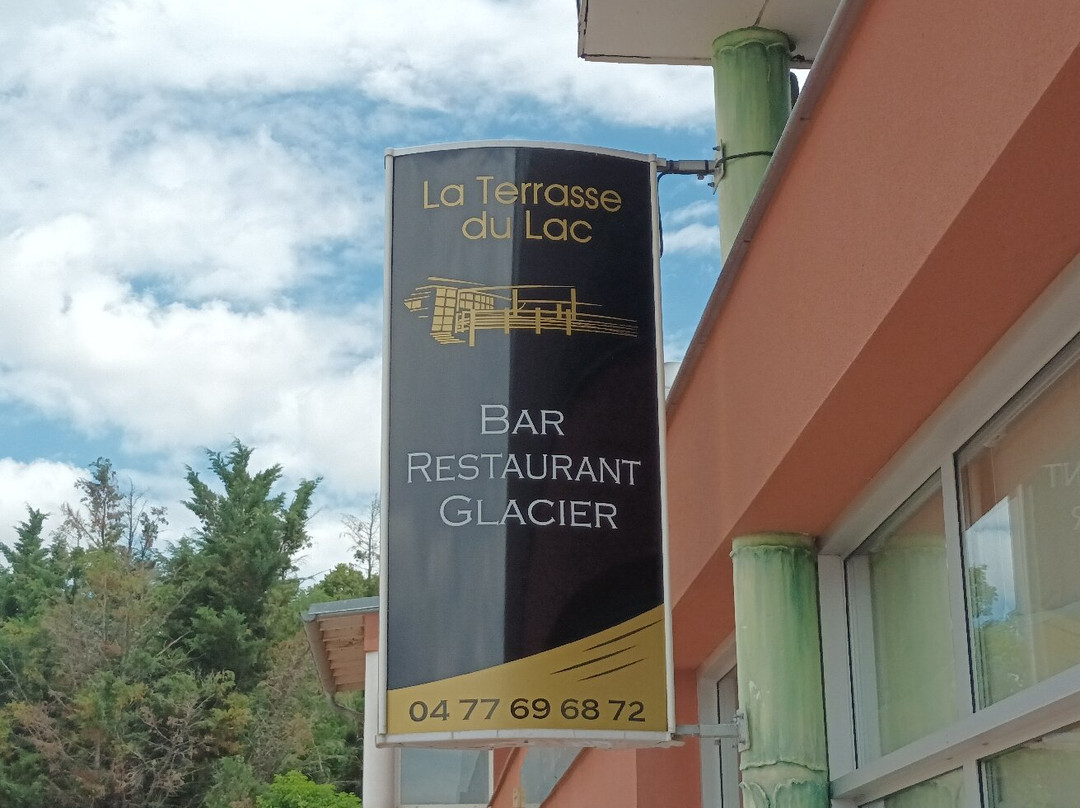 La Terrasse
du Lac
BAR
RESTAURANT
GLACIER
04 77 69 68 72